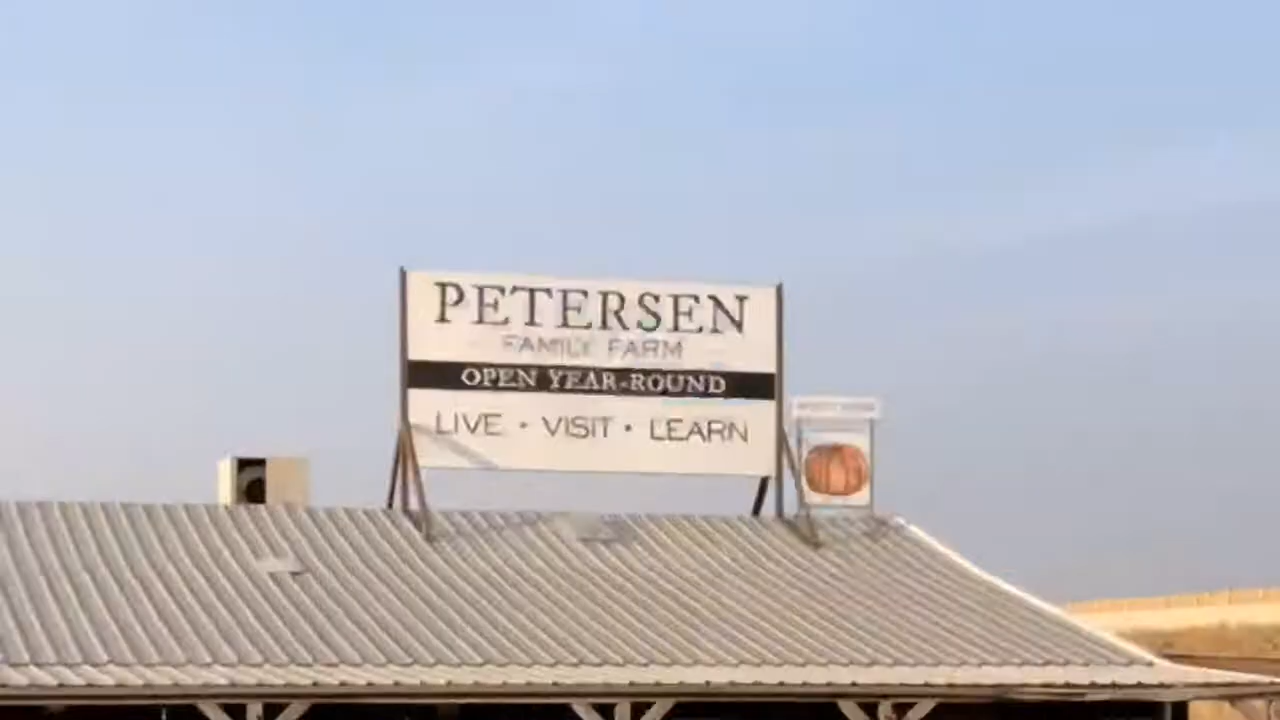 PETERSEN
FAMILY FARM
OPEN YEAR-ROUND
LIVE • VISIT • LEARN